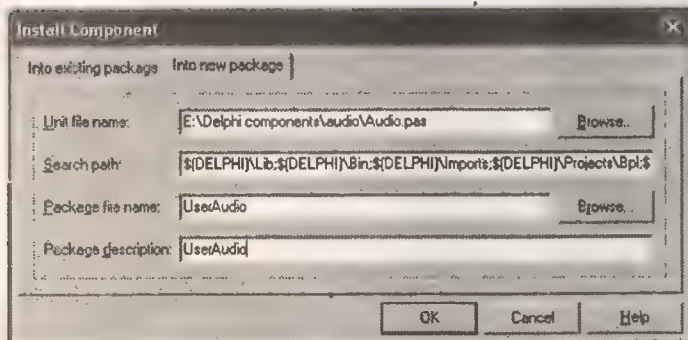 Install Component
Into existing package Into new package
Unit file name: E:\Delphi components\audio\Audio.pas Browse..
Search path: $(DELPHI)\Lib;$(DELPHI)\Bin;$(DELPHI)\Imports;$(DELPHI)\Projects\Bpl;$
Package file name: UserAudio Browse..
Package description: UserAudio
OK Cancel Help